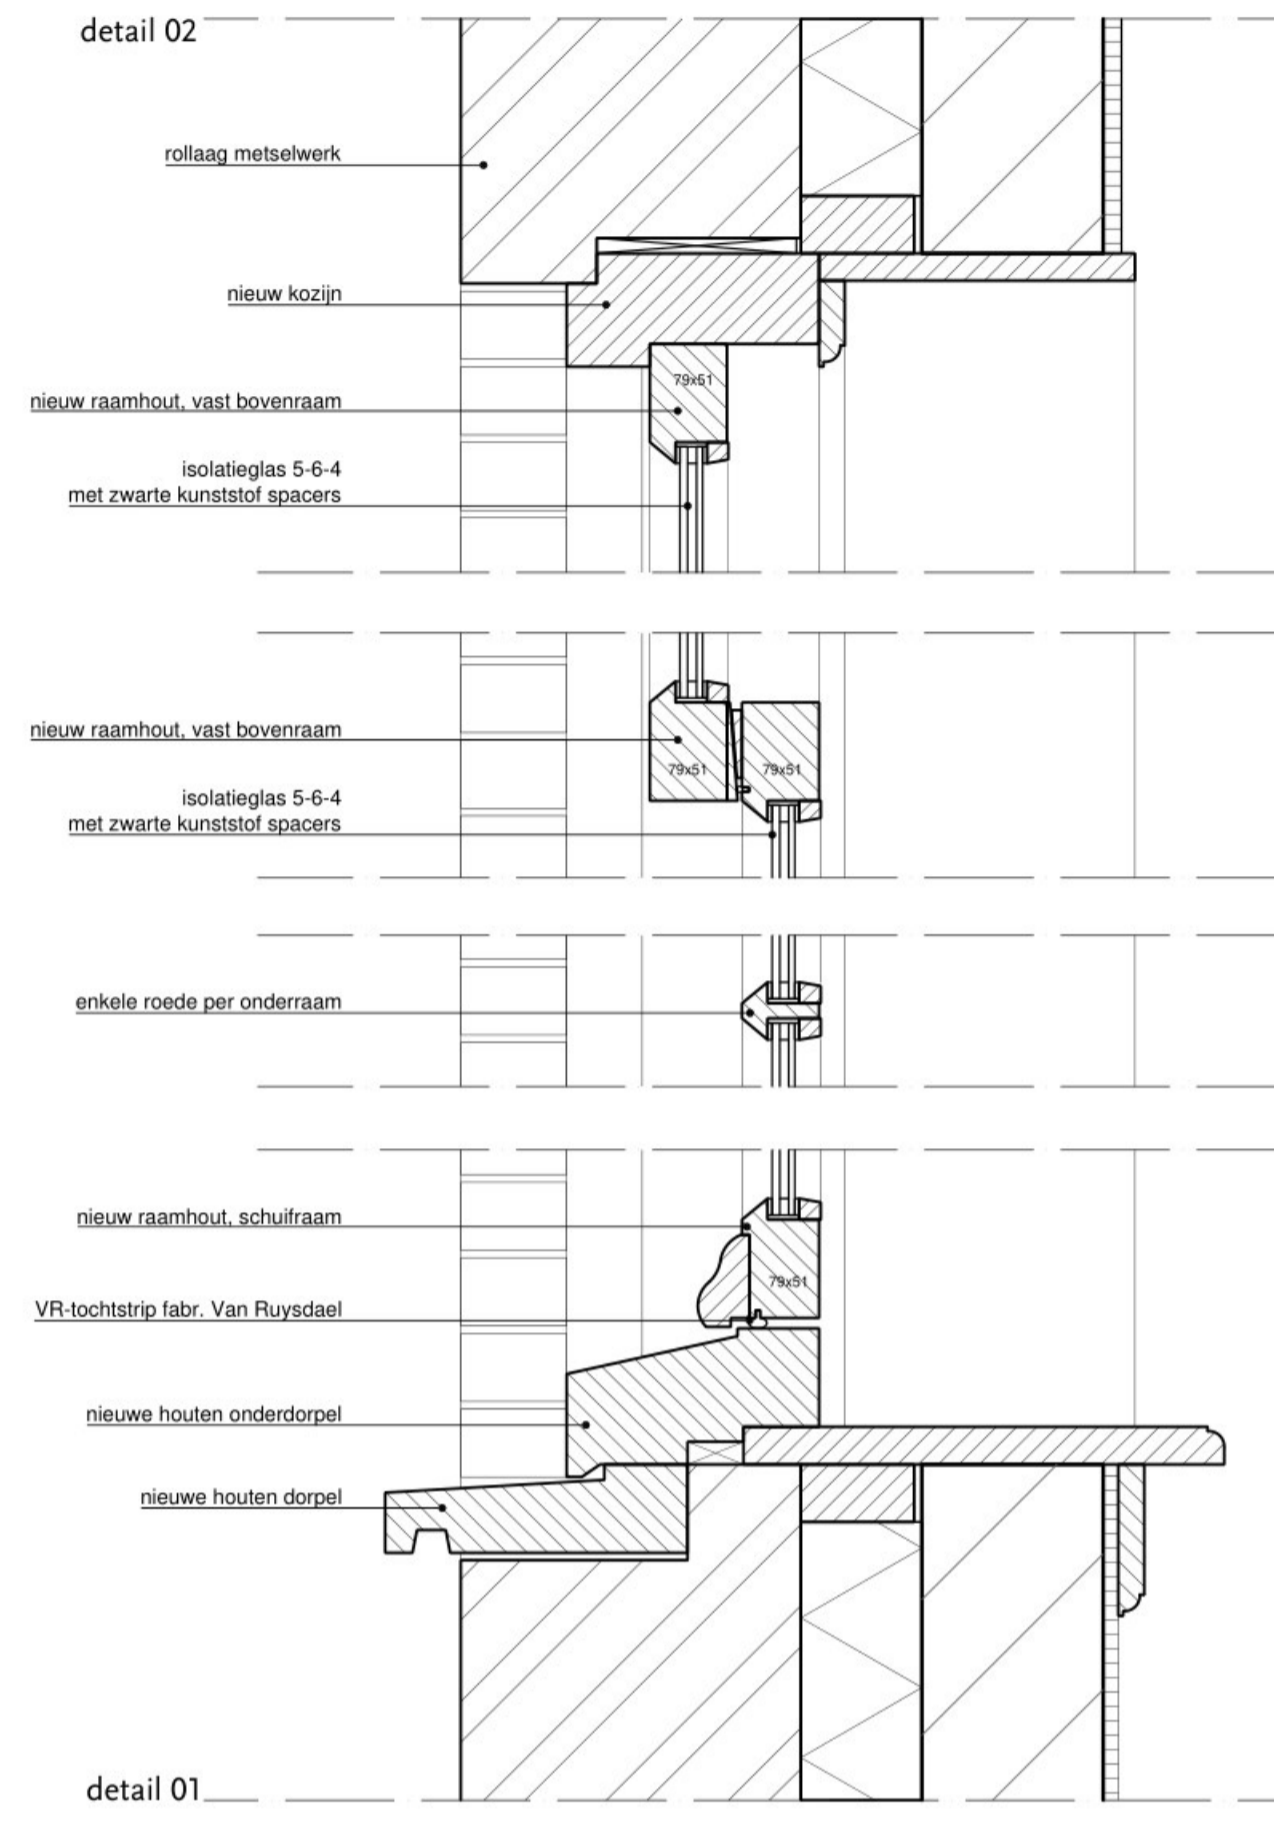 detail 02
rollaag metselwerk
nieuw kozijn
79x51
nieuw raamhout, vast bovenraam
isolatieglas 5-6-4
met zwarte kunststof spacers
nieuw raamhout, vast bovenraam
79x51 79x51
isolatieglas 5-6-4
met zwarte kunststof spacers
enkele roede per onderraam
nieuw raamhout, schuifraam
79x51
VR-tochtstrip fabr. Van Ruysdael
nieuwe houten onderdorpel
nieuwe houten dorpel
detail 01